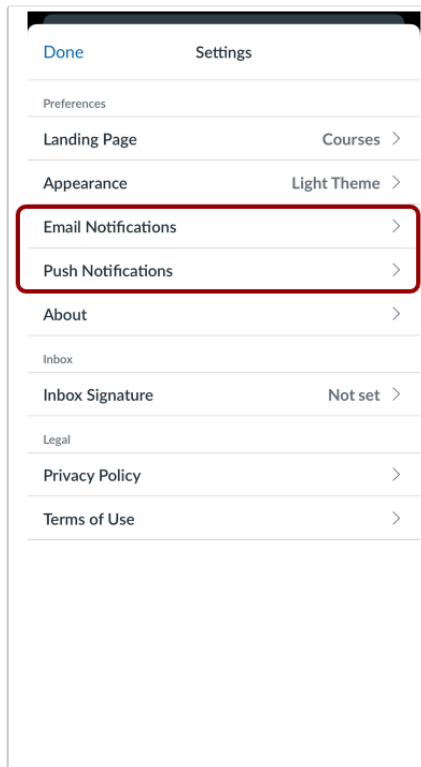 Done Settings
Preferences
Landing Page Courses
Appearance Light Theme
Email Notifications
Push Notifications
About
Inbox
Inbox Signature Not set
Legal
Privacy Policy
Terms of Use